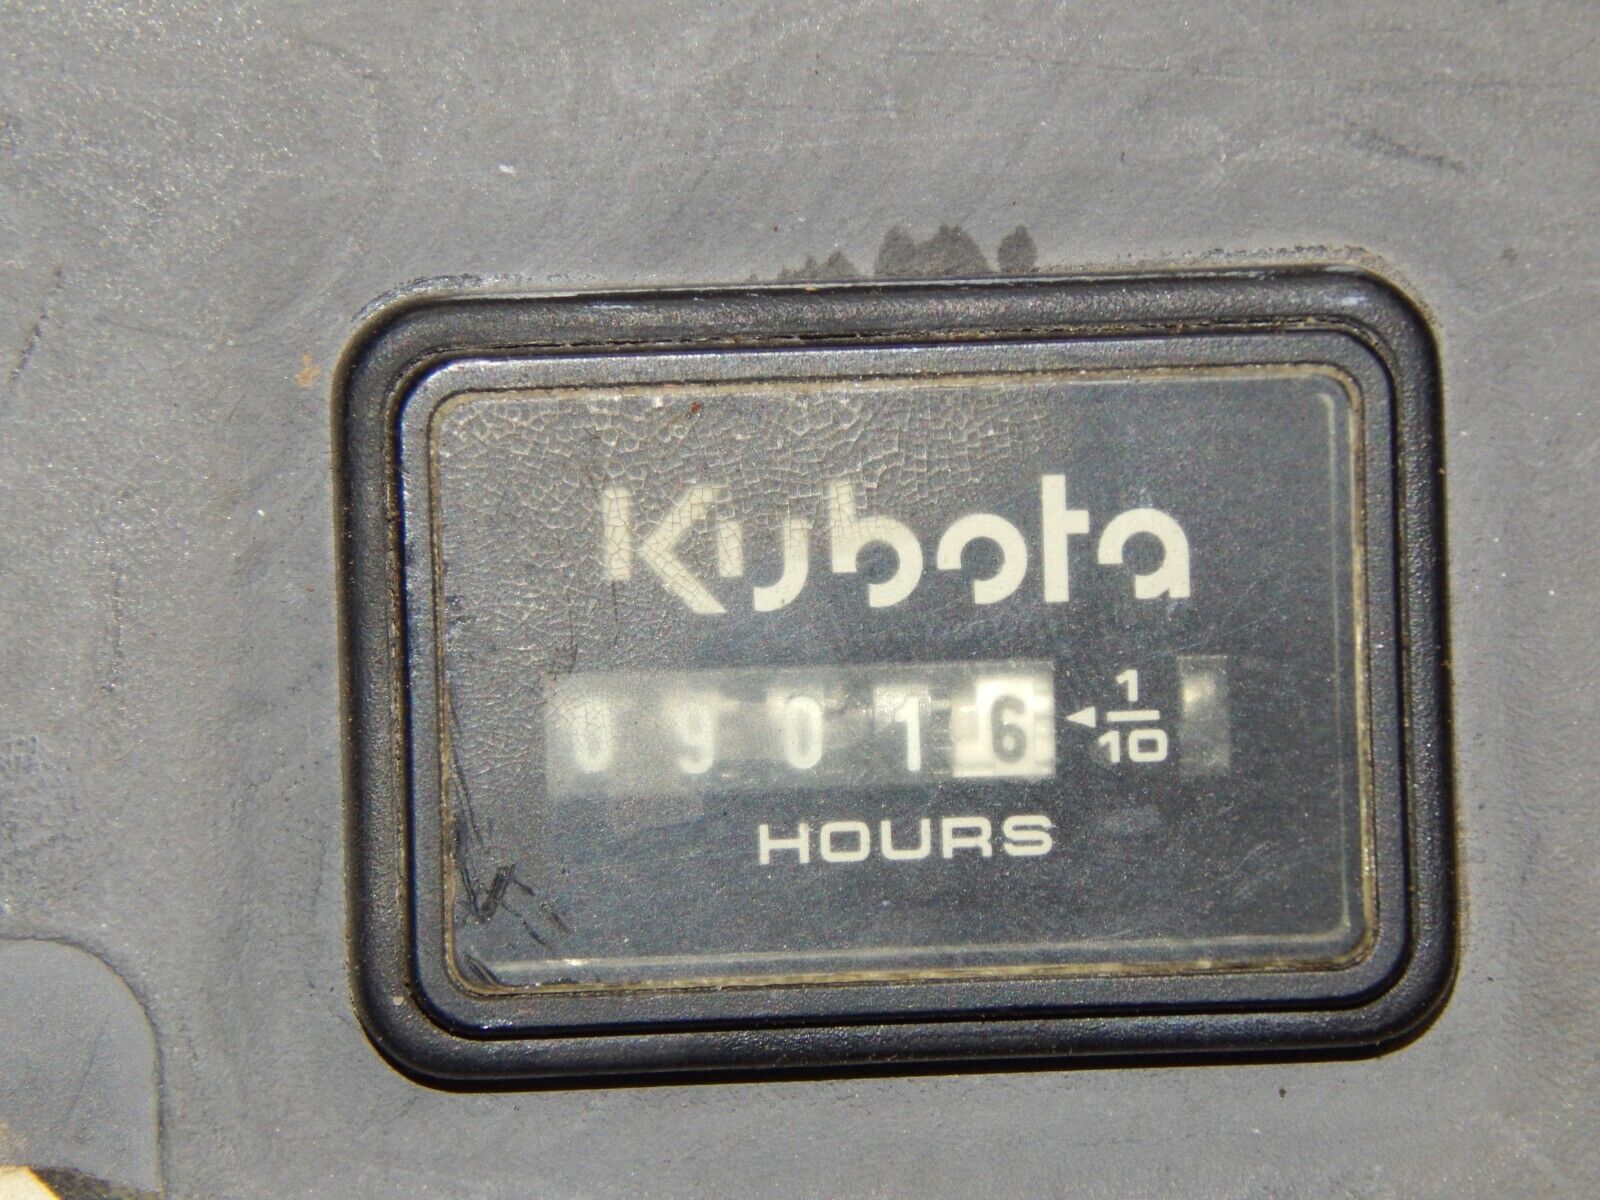 Kubota
09016 ◄ 1/10
HOURS